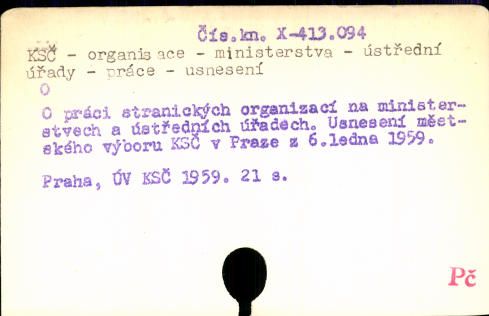 Čís.kn. X-413.094
KSČ - organisace - ministerstva - ústřední
úřady - práce - usnesení
O
O práci stranických organizací na minister-
stvech a ústředních úřadech. Usnesení měst-
ského výboru KSČ v Praze z 6.ledna 1959.
Praha, ÚV KSČ 1959. 21 s.
Pč